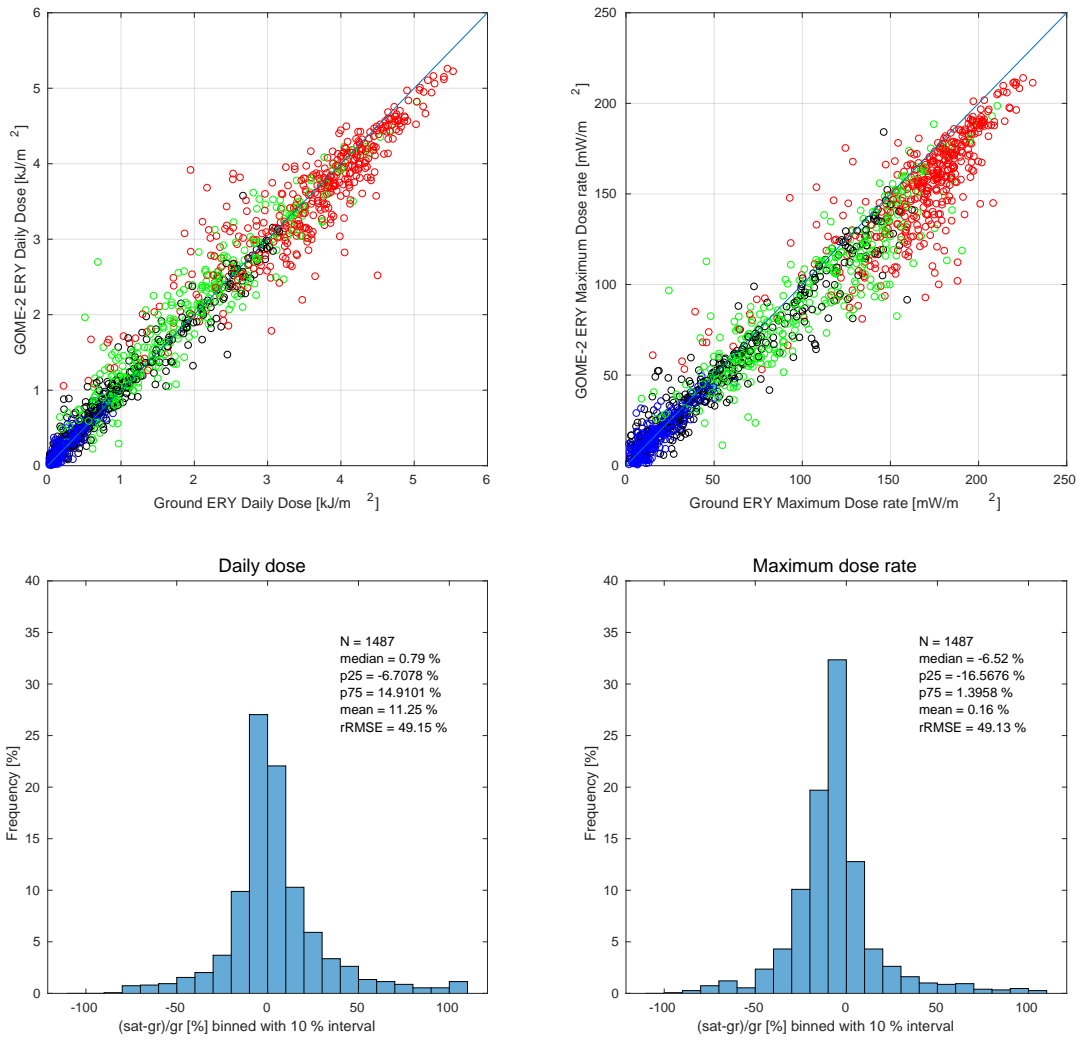 6
5
4
3
2
1
0
0 1 2 3 4 5 6
GOME-2 ERY Daily Dose [kJ/m 2]
Ground ERY Daily Dose [kJ/m 2]
250
200
150
100
50
0
0 50 100 150 200 250
GOME-2 ERY Maximum Dose rate [mW/m 2]
Ground ERY Maximum Dose rate [mW/m 2]
Daily dose
40
35
30
25
20
15
10
5
0
-100 -50 0 50 100
Frequency [%]
N = 1487
median = 0.79 %
p25 = -6.7078 %
p75 = 14.9101 %
mean = 11.25 %
rRMSE = 49.15 %
(sat-gr)/gr [%] binned with 10 % interval
Maximum dose rate
40
35
30
25
20
15
10
5
0
-100 -50 0 50 100
Frequency [%]
N = 1487
median = -6.52 %
p25 = -16.5676 %
p75 = 1.3958 %
mean = 0.16 %
rRMSE = 49.13 %
(sat-gr)/gr [%] binned with 10 % interval